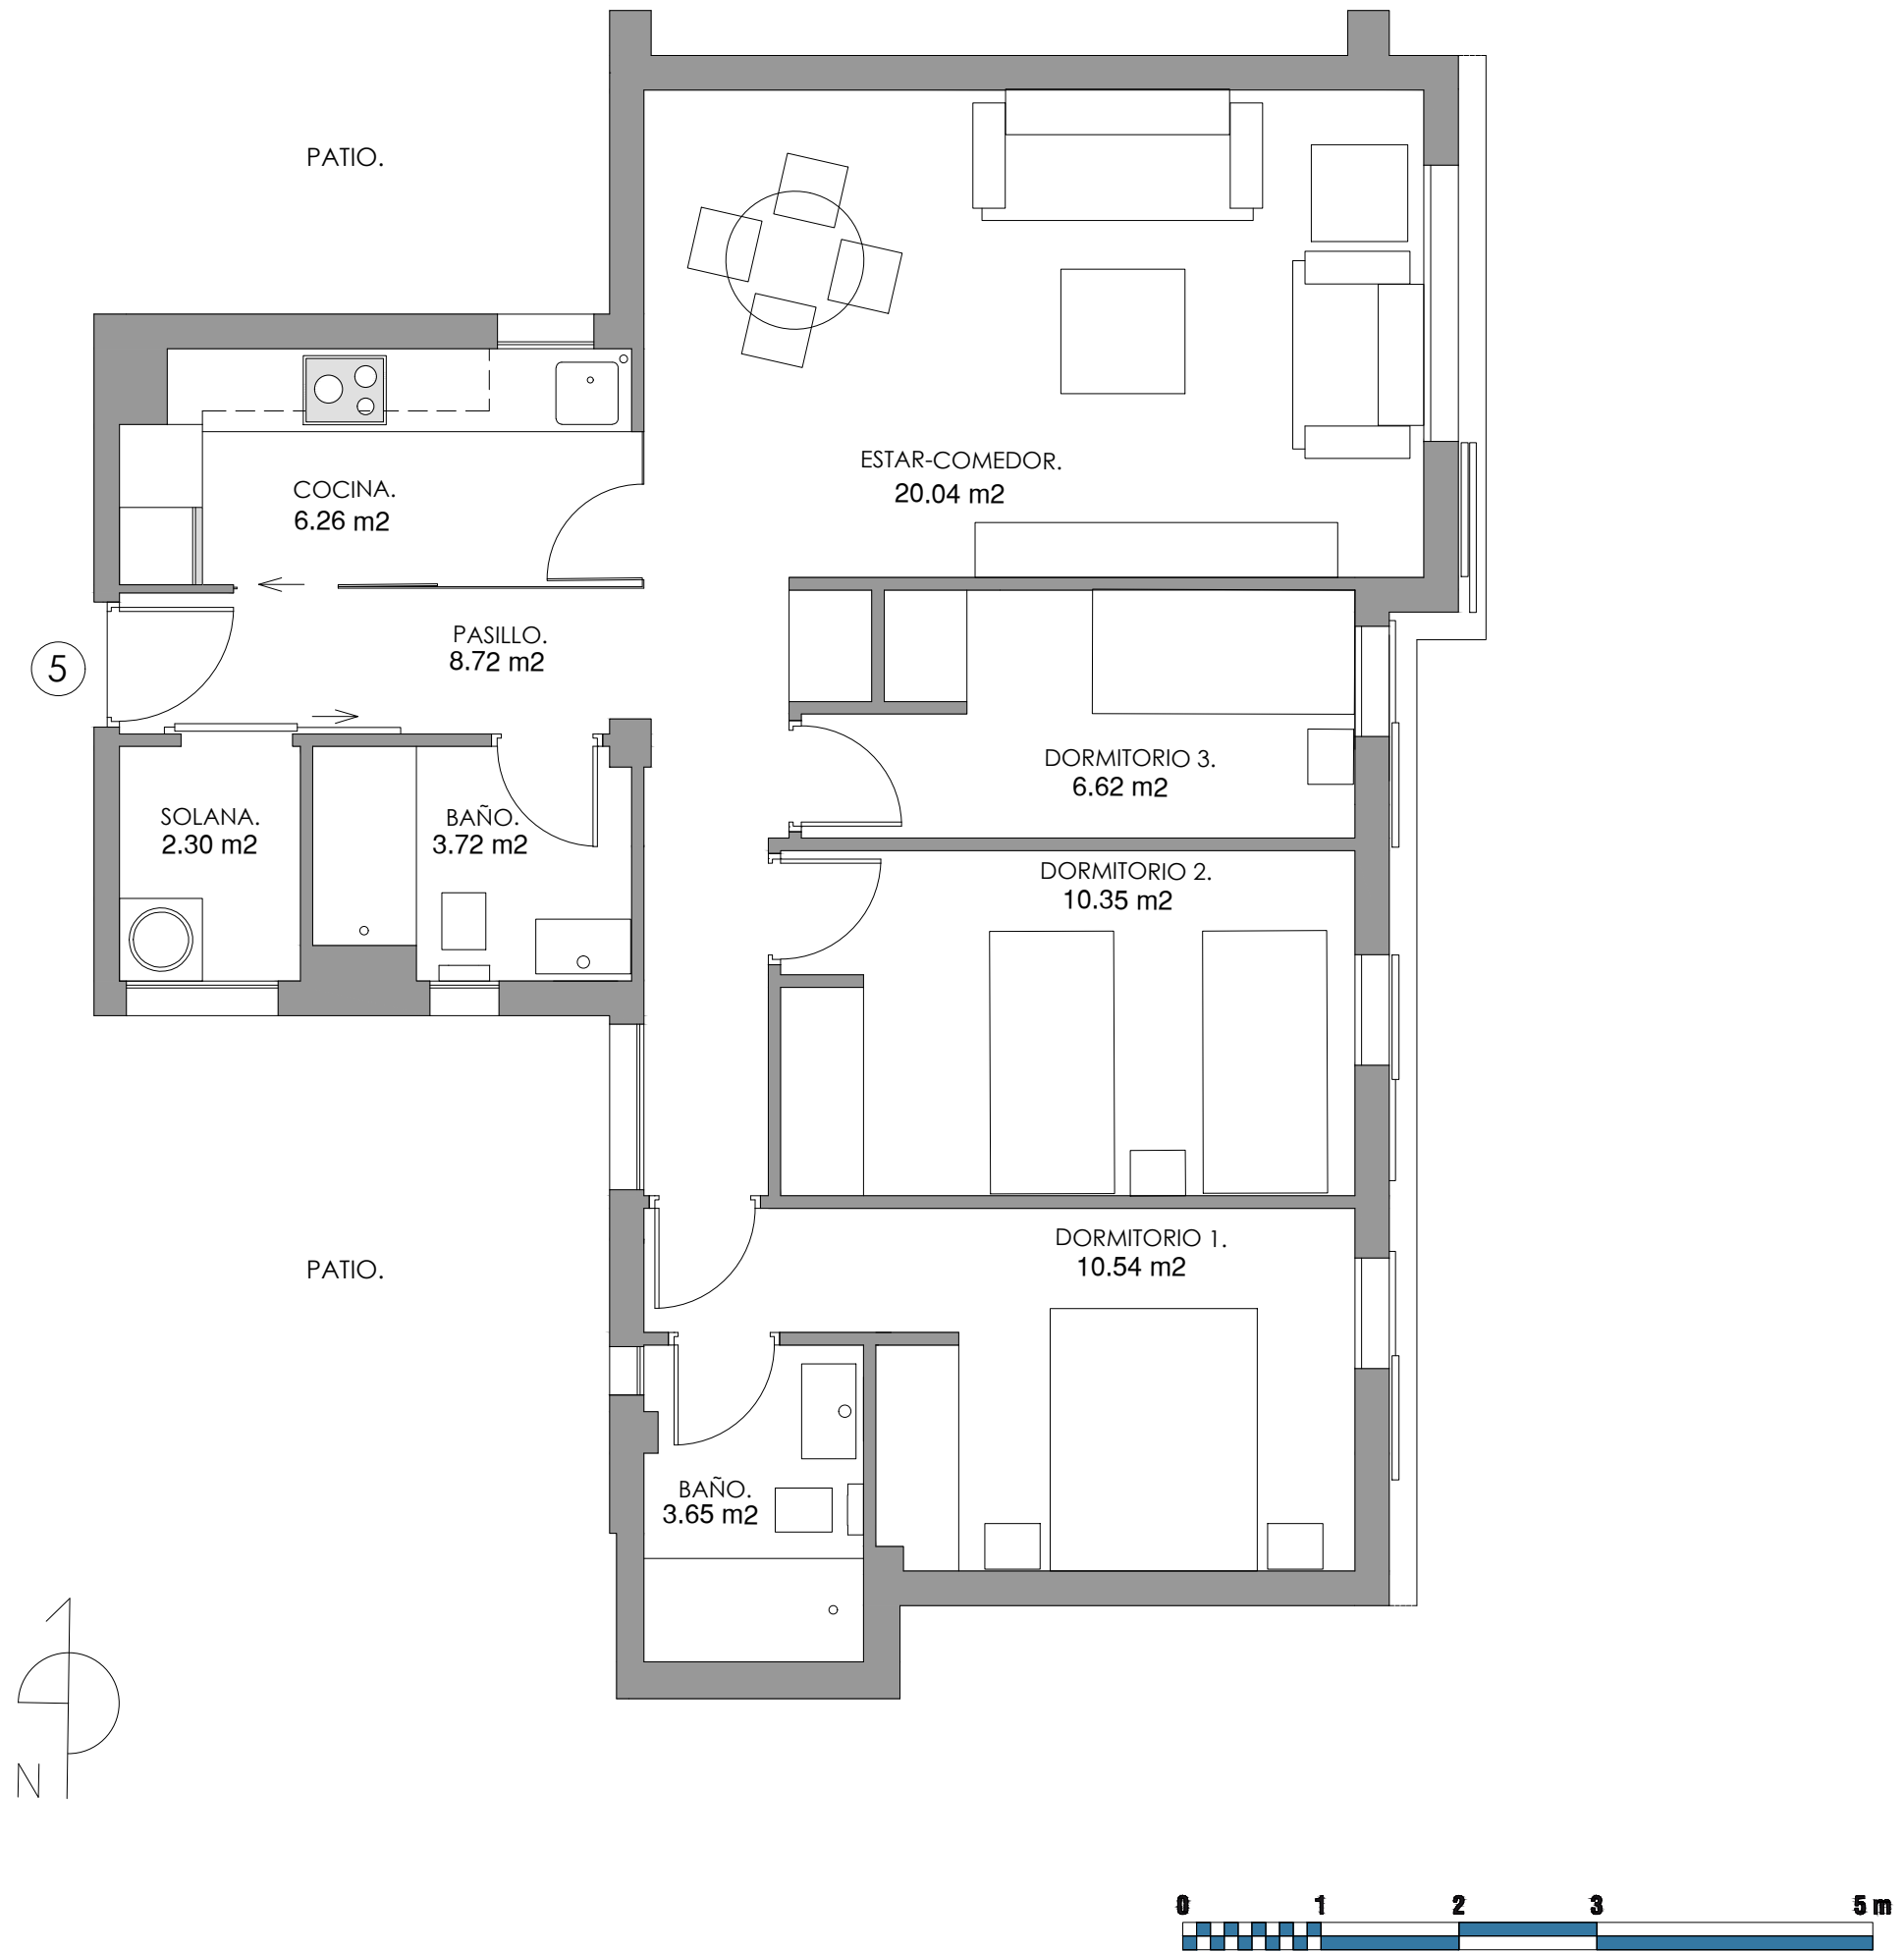 PATIO.
ESTAR-COMEDOR.
20.04 m2
COCINA.
6.26 m2
PASILLO.
8.72 m2
5
DORMITORIO 3.
6.62 m2
SOLANA.
2.30 m2
BAÑO.
3.72 m2
DORMITORIO 2.
10.35 m2
DORMITORIO 1.
10.54 m2
PATIO.
BAÑO.
3.65 m2
N
0 1 2 3 5 m